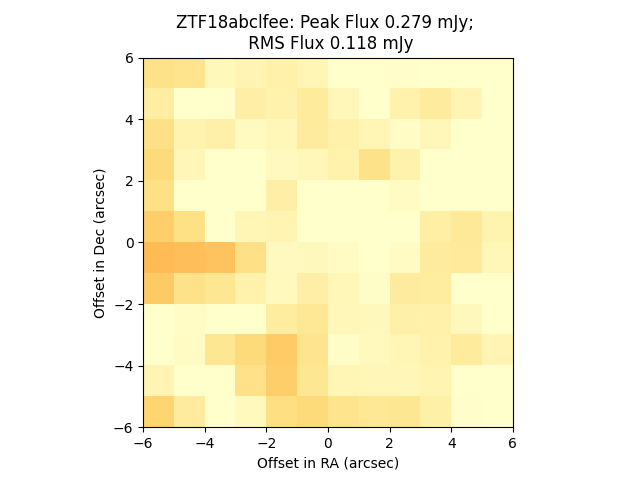 ZTF18abclfee: Peak Flux 0.279 mJy;
RMS Flux 0.118 mJy
6
4
2
0
−2
−4
−6
Offset in Dec (arcsec)
−6 −4 −2 0 2 4 6
Offset in RA (arcsec)